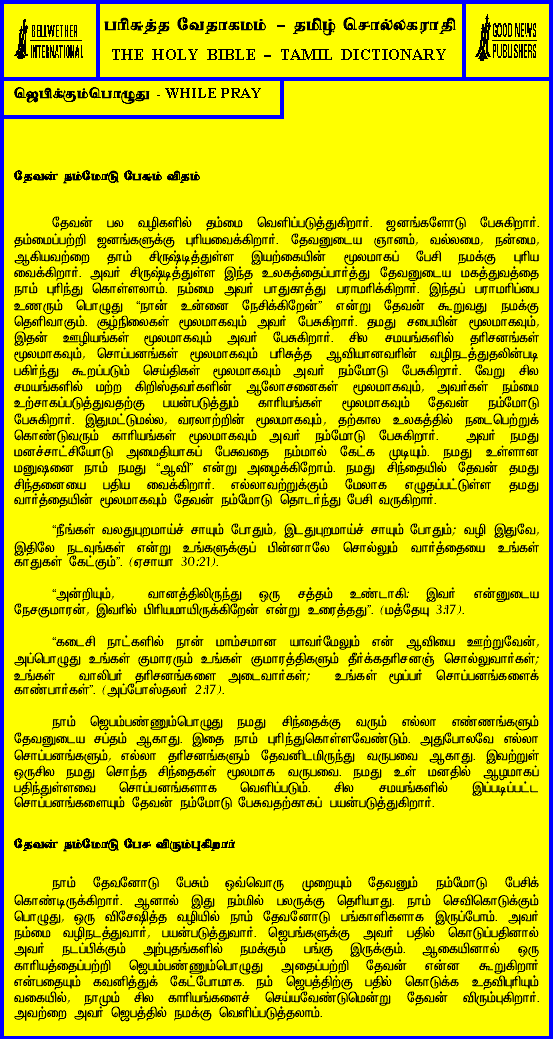 BELLWETHER
INTERNATIONAL
பரிசுத்த வேதாகமம் – தமிழ் சொல்லகராதி
THE HOLY BIBLE – TAMIL DICTIONARY
GOOD NEWS
PUBLISHERS
ஜெபிக்கும்பொழுது - WHILE PRAY
தேவன் நம்மோடு பேசும் விதம்
தேவன் பல வழிகளில் தம்மை வெளிப்படுத்துகிறார். ஜனங்களோடு பேசுகிறார்.
தம்மைப்பற்றி ஜனங்களுக்கு புரியவைக்கிறார். தேவனுடைய ஞானம், வல்லமை, நன்மை,
ஆகியவற்றை தாம் சிருஷ்டித்துள்ள இயற்கையின் மூலமாகப் பேசி நமக்கு புரிய
வைக்கிறார். அவர் சிருஷ்டித்துள்ள இந்த உலகத்தைப்பார்த்து தேவனுடைய மகத்துவத்தை
நாம் புரிந்து கொள்ளலாம். நம்மை அவர் பாதுகாத்து பராமரிக்கிறார். இந்தப் பராமரிப்பை
உணரும் பொழுது “நான் உன்னை நேசிக்கிறேன்” என்று தேவன் கூறுவது நமக்கு
தெளிவாகும். சூழ்நிலைகள் மூலமாகவும் அவர் பேசுகிறார். தமது சபையின் மூலமாகவும்,
இதன் ஊழியங்கள் மூலமாகவும் அவர் பேசுகிறார். சில சமயங்களில் தரிசனங்கள்
மூலமாகவும், சொப்பனங்கள் மூலமாகவும் பரிசுத்த ஆவியானவரின் வழிநடத்துதலின்படி
பகிர்ந்து கூறப்படும் செய்திகள் மூலமாகவும் அவர் நம்மோடு பேசுகிறார். வேறு சில
சமயங்களில் மற்ற கிறிஸ்தவர்களின் ஆலோசனைகள் மூலமாகவும், அவர்கள் நம்மை
உற்சாகப்படுத்துவதற்கு பயன்படுத்தும் காரியங்கள் மூலமாகவும் தேவன் நம்மோடு
பேசுகிறார். இதுமட்டுமல்ல, வரலாற்றின் மூலமாகவும், தற்கால உலகத்தில் நடைபெற்றுக்
கொண்டுவரும் காரியங்கள் மூலமாகவும் அவர் நம்மோடு பேசுகிறார். அவர் நமது
மனச்சாட்சியோடு அமைதியாகப் பேசுவதை நம்மால் கேட்க முடியும். நமது உள்ளான
மனுஷனை நாம் நமது “ஆவி” என்று அழைக்கிறோம். நமது சிந்தையில் தேவன் தமது
சிந்தனையை பதிய வைக்கிறார். எல்லாவற்றுக்கும் மேலாக எழுதப்பட்டுள்ள தமது
வார்த்தையின் மூலமாகவும் தேவன் நம்மோடு தொடர்ந்து பேசி வருகிறார்.
“நீங்கள் வலதுபுறமாய்ச் சாயும் போதும், இடதுபுறமாய்ச் சாயும் போதும்; வழி இதுவே,
இதிலே நடவுங்கள் என்று உங்களுக்குப் பின்னாலே சொல்லும் வார்த்தையை உங்கள்
காதுகள் கேட்கும்”. (ஏசாயா 30:21).
“அன்றியும், வானத்திலிருந்து ஒரு சத்தம் உண்டாகி: இவர் என்னுடைய
நேசகுமாரன், இவரில் பிரியமாயிருக்கிறேன் என்று உரைத்தது”. (மத்தேயு 3:17).
“கடைசி நாட்களில் நான் மாம்சமான யாவர்மேலும் என் ஆவியை ஊற்றுவேன்,
அப்பொழுது உங்கள் குமாரரும் உங்கள் குமாரத்திகளும் தீர்க்கதரிசனஞ் சொல்லுவார்கள்;
உங்கள் வாலிபர் தரிசனங்களை அடைவார்கள்; உங்கள் மூப்பர் சொப்பனங்களைக்
காண்பார்கள்”. (அப்போஸ்தலர் 2:17).
நாம் ஜெபம்பண்ணும்பொழுது நமது சிந்தைக்கு வரும் எல்லா எண்ணங்களும்
தேவனுடைய சப்தம் ஆகாது. இதை நாம் புரிந்துகொள்ளவேண்டும். அதுபோலவே எல்லா
சொப்பனங்களும், எல்லா தரிசனங்களும் தேவனிடமிருந்து வருபவை ஆகாது. இவற்றுள்
ஒருசில நமது சொந்த சிந்தைகள் மூலமாக வருபவை. நமது உள் மனதில் ஆழமாகப்
பதிந்துள்ளவை சொப்பனங்களாக வெளிப்படும். சில சமயங்களில் இப்படிப்பட்ட
சொப்பனங்களையும் தேவன் நம்மோடு பேசுவதற்காகப் பயன்படுத்துகிறார்.
தேவன் நம்மோடு பேச விரும்புகிறார்
நாம் தேவனோடு பேசும் ஒவ்வொரு முறையும் தேவனும் நம்மோடு பேசிக்
கொண்டிருக்கிறார். ஆனால் இது நம்மில் பலருக்கு தெரியாது. நாம் செவிகொடுக்கும்
பொழுது, ஒரு விசேஷித்த வழியில் நாம் தேவனோடு பங்காளிகளாக இருப்போம். அவர்
நம்மை வழிநடத்துவார், பயன்படுத்துவார். ஜெபங்களுக்கு அவர் பதில் கொடுப்பதினால்
அவர் நடப்பிக்கும் அற்புதங்களில் நமக்கும் பங்கு இருக்கும். ஆகையினால் ஒரு
காரியத்தைப்பற்றி ஜெபம்பண்ணும்பொழுது அதைப்பற்றி தேவன் என்ன கூறுகிறார்
என்பதையும் கவனித்துக் கேட்போமாக. நம் ஜெபத்திற்கு பதில் கொடுக்க உதவிபுரியும்
வகையில், நாமும் சில காரியங்களைச் செய்யவேண்டுமென்று தேவன் விரும்புகிறார்.
அவற்றை அவர் ஜெபத்தில் நமக்கு வெளிப்படுத்தலாம்.